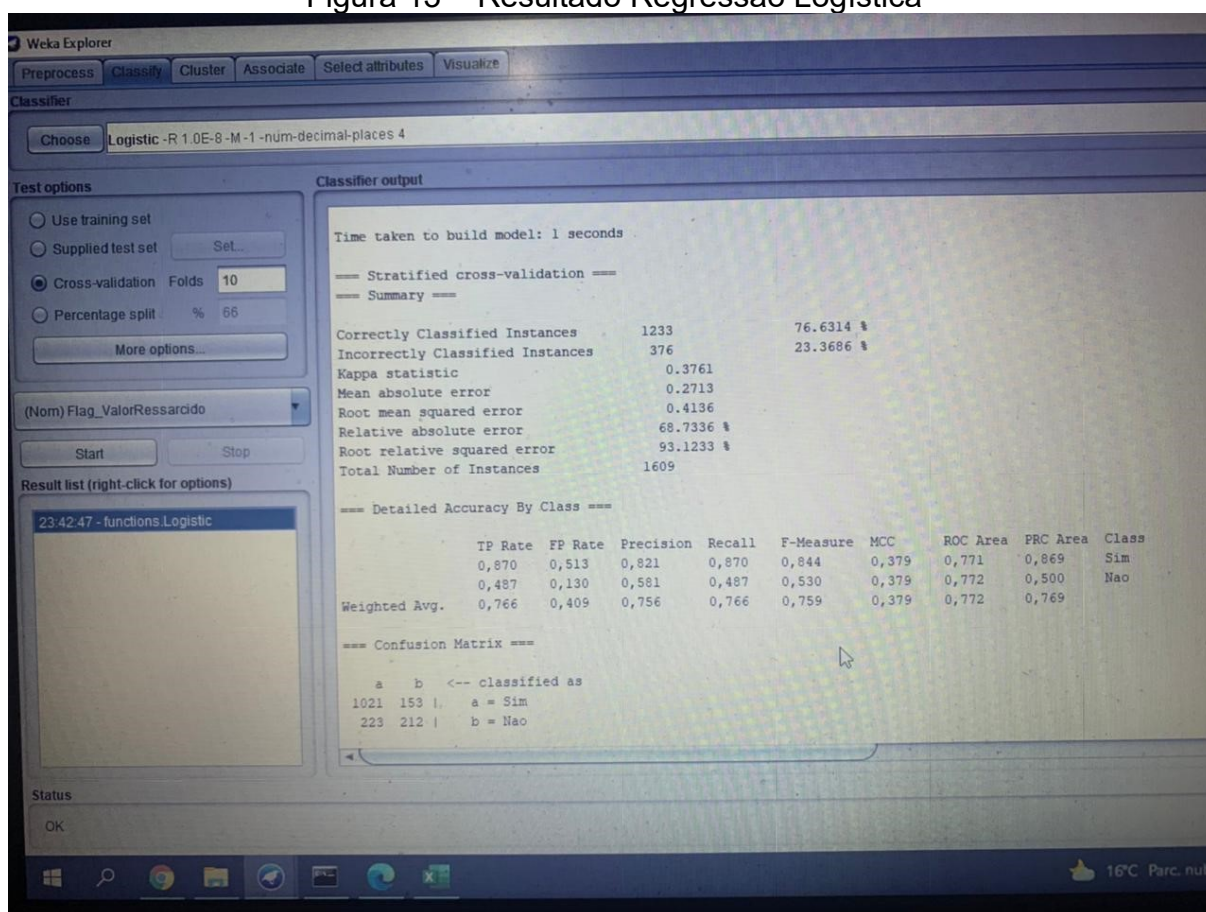 Figura 15 – Resultado Regressão Logística
Weka Explorer
Preprocess Classify Cluster Associate Select attributes Visualize
Classifier
Choose Logistic -R 1.0E-8 -M -1 -num-decimal-places 4
Test options
Use training set
Supplied test set Set...
Cross-validation Folds 10
Percentage split % 66
More options...
(Nom) Flag_ValorRessarcido
Start Stop
Result list (right-click for options)
23:42:47 - functions.Logistic
Classifier output
Time taken to build model: 1 seconds
=== Stratified cross-validation ===
=== Summary ===
Correctly Classified Instances 1233 76.6314 %
Incorrectly Classified Instances 376 23.3686 %
Kappa statistic 0.3761
Mean absolute error 0.2713
Root mean squared error 0.4136
Relative absolute error 68.7336 %
Root relative squared error 93.1233 %
Total Number of Instances 1609
=== Detailed Accuracy By Class ===
TP Rate FP Rate Precision Recall F-Measure MCC ROC Area PRC Area Class
0,870 0,513 0,821 0,870 0,844 0,379 0,771 0,869 Sim
0,487 0,130 0,581 0,487 0,530 0,379 0,772 0,500 Nao
Weighted Avg. 0,766 0,409 0,756 0,766 0,759 0,379 0,772 0,769
=== Confusion Matrix ===
a b <-- classified as
1021 153 | a = Sim
223 212 | b = Nao
Status
OK
16°C Parc. nu